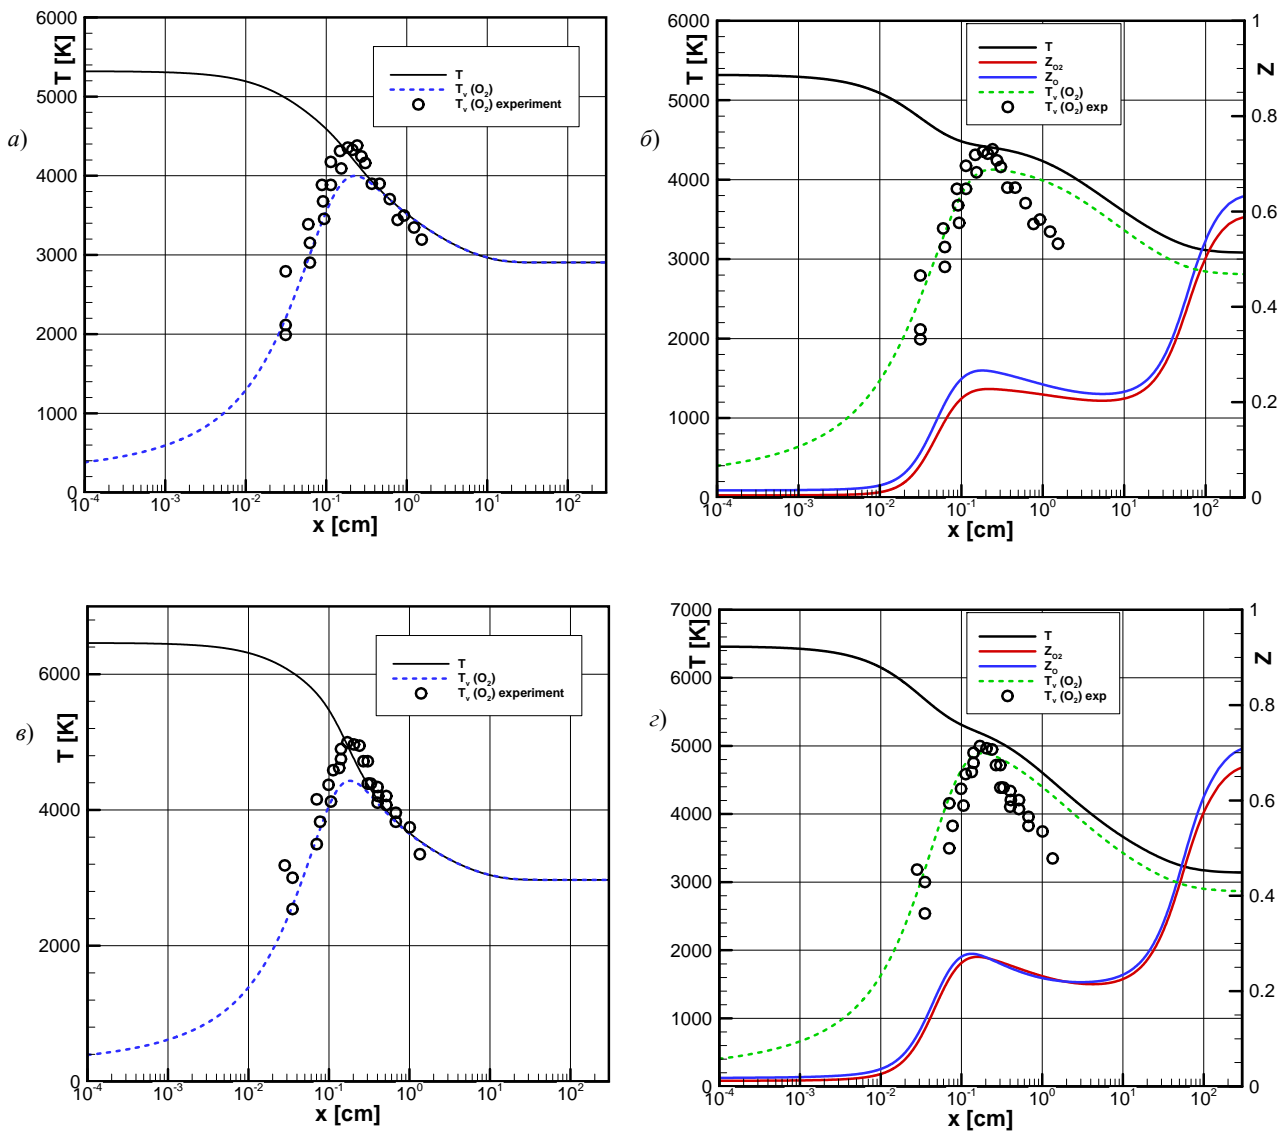 а)
T [K]
6000
5000
4000
3000
2000
1000
0
10⁻⁴ 10⁻³ 10⁻² 10⁻¹ 10⁰ 10¹ 10²
x [cm]
T
Tᵥ (O₂)
Tᵥ (O₂) experiment
б)
T [K]
6000
5000
4000
3000
2000
1000
0
10⁻⁴ 10⁻³ 10⁻² 10⁻¹ 10⁰ 10¹ 10²
x [cm]
1
0.8
0.6
0.4
0.2
0
Z
T
Z_O2
Z_O
Tᵥ (O₂)
Tᵥ (O₂) exp
в)
T [K]
6000
4000
2000
0
10⁻⁴ 10⁻³ 10⁻² 10⁻¹ 10⁰ 10¹ 10²
x [cm]
T
Tᵥ (O₂)
Tᵥ (O₂) experiment
г)
T [K]
7000
6000
5000
4000
3000
2000
1000
0
10⁻⁴ 10⁻³ 10⁻² 10⁻¹ 10⁰ 10¹ 10²
x [cm]
1
0.8
0.6
0.4
0.2
0
Z
T
Z_O2
Z_O
Tᵥ (O₂)
Tᵥ (O₂) exp